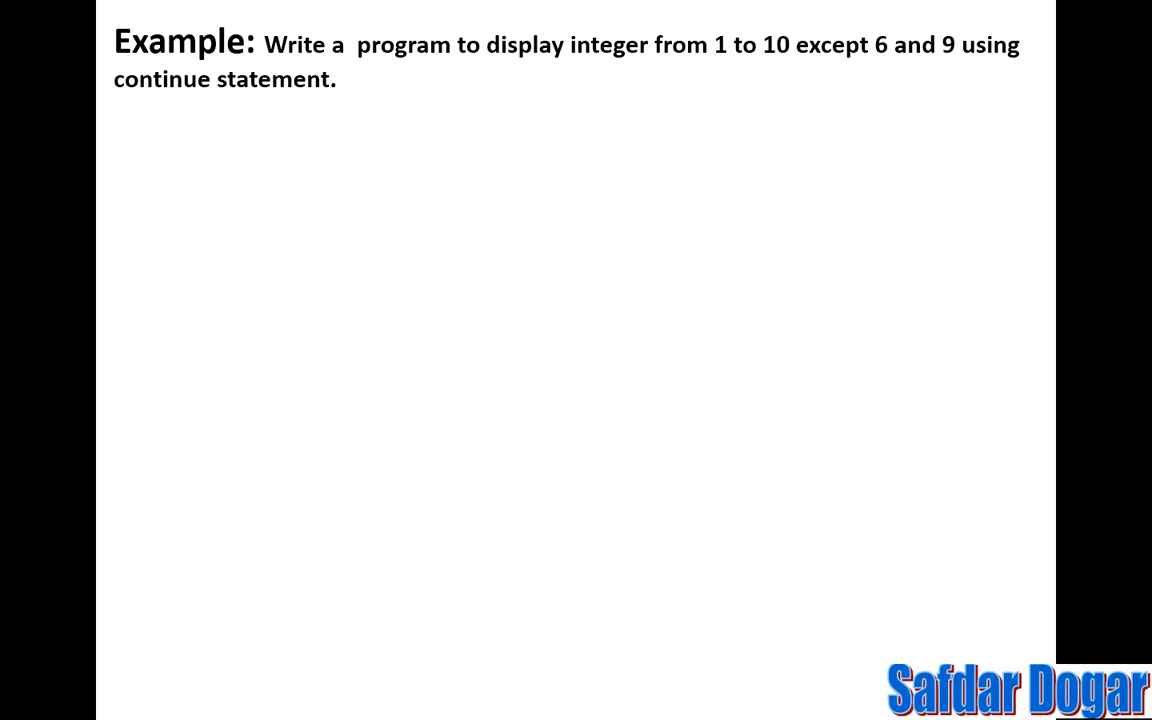 Example: Write a  program to display integer from 1 to 10 except 6 and 9 using
continue statement.
Safdar Dogar